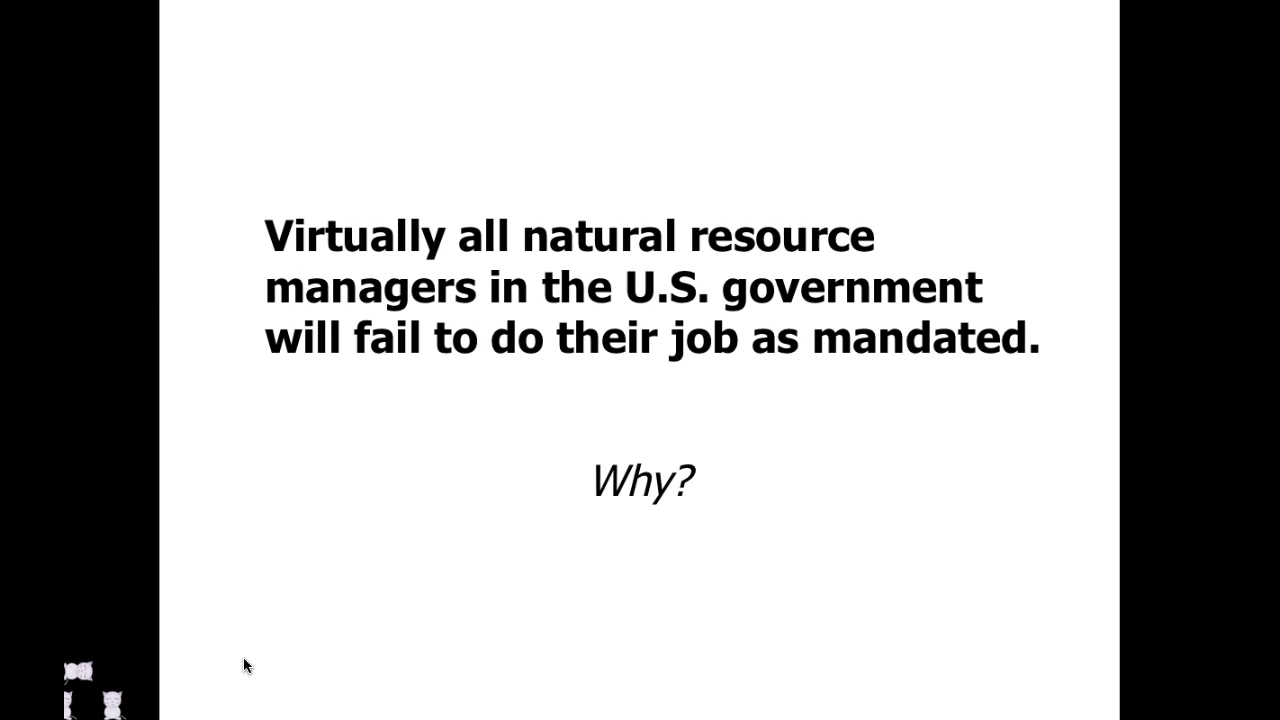 Virtually all natural resource
managers in the U.S. government
will fail to do their job as mandated.
Why?